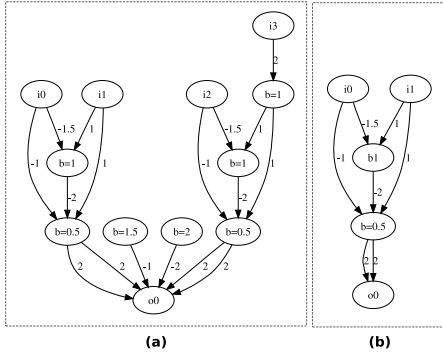 i3
2
i0 i1 i2 b=1 i0 i1
-1.5 1 -1.5 1 -1.5 1
-1 b=1 1 -1 b=1 1 -1 b1 1
-2 -2 -2
b=0.5 b=1.5 b=2 b=0.5 b=0.5
2 2 -1 -2 2 2 2 2
o0 o0
(a) (b)